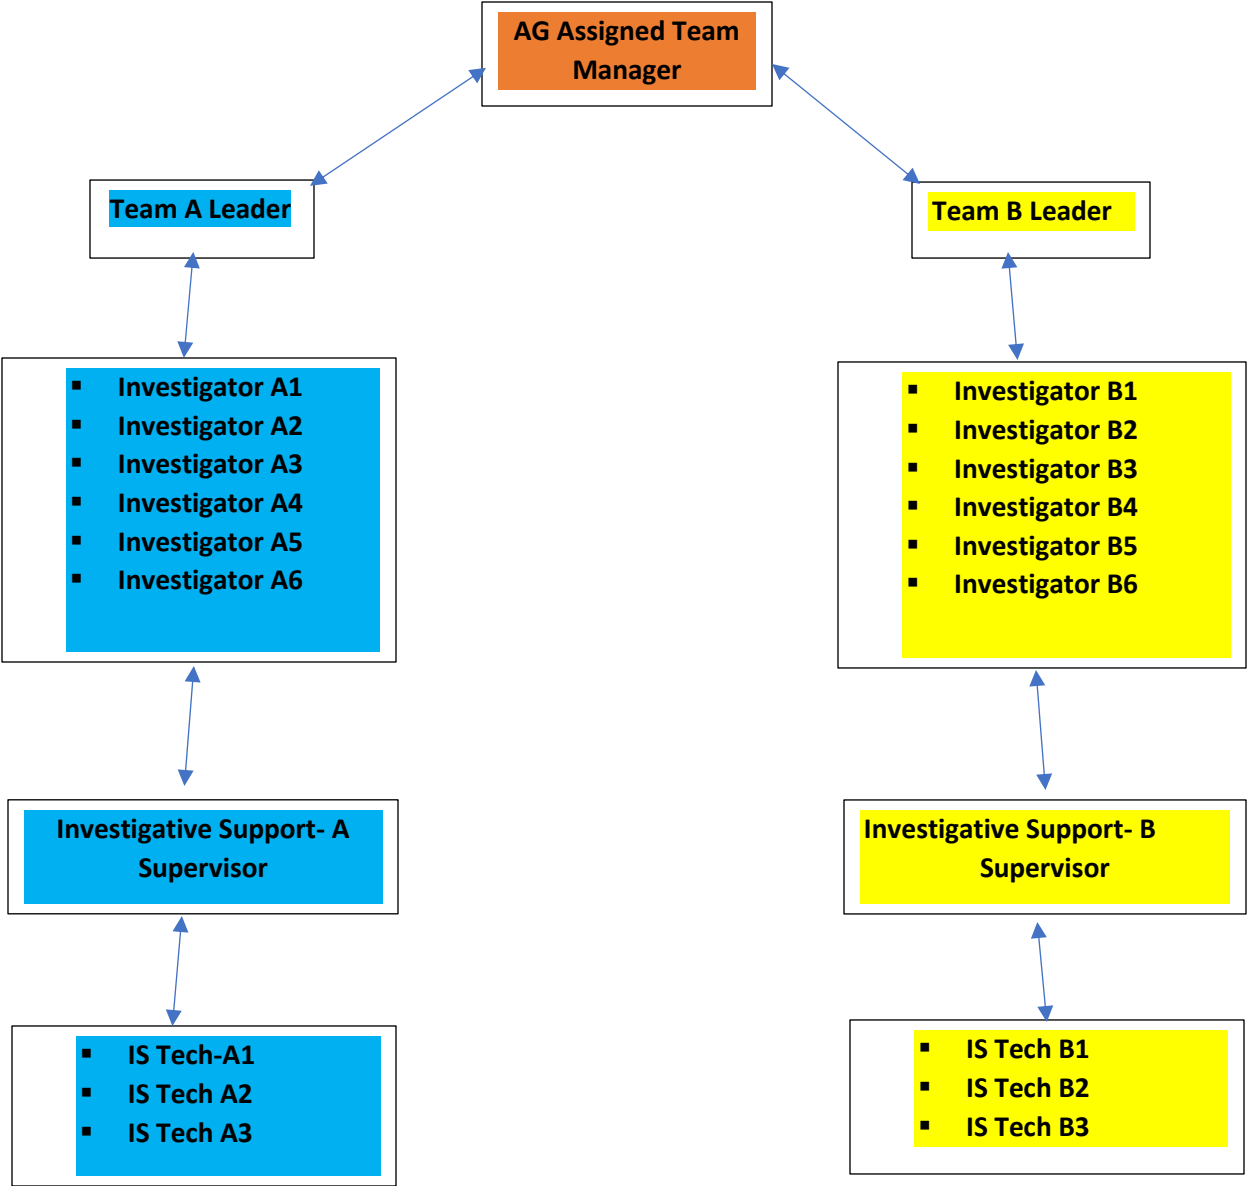 AG Assigned Team
Manager
Team A Leader
Team B Leader
▪ Investigator A1
▪ Investigator A2
▪ Investigator A3
▪ Investigator A4
▪ Investigator A5
▪ Investigator A6
▪ Investigator B1
▪ Investigator B2
▪ Investigator B3
▪ Investigator B4
▪ Investigator B5
▪ Investigator B6
Investigative Support- A
Supervisor
Investigative Support- B
Supervisor
▪ IS Tech-A1
▪ IS Tech A2
▪ IS Tech A3
▪ IS Tech B1
▪ IS Tech B2
▪ IS Tech B3